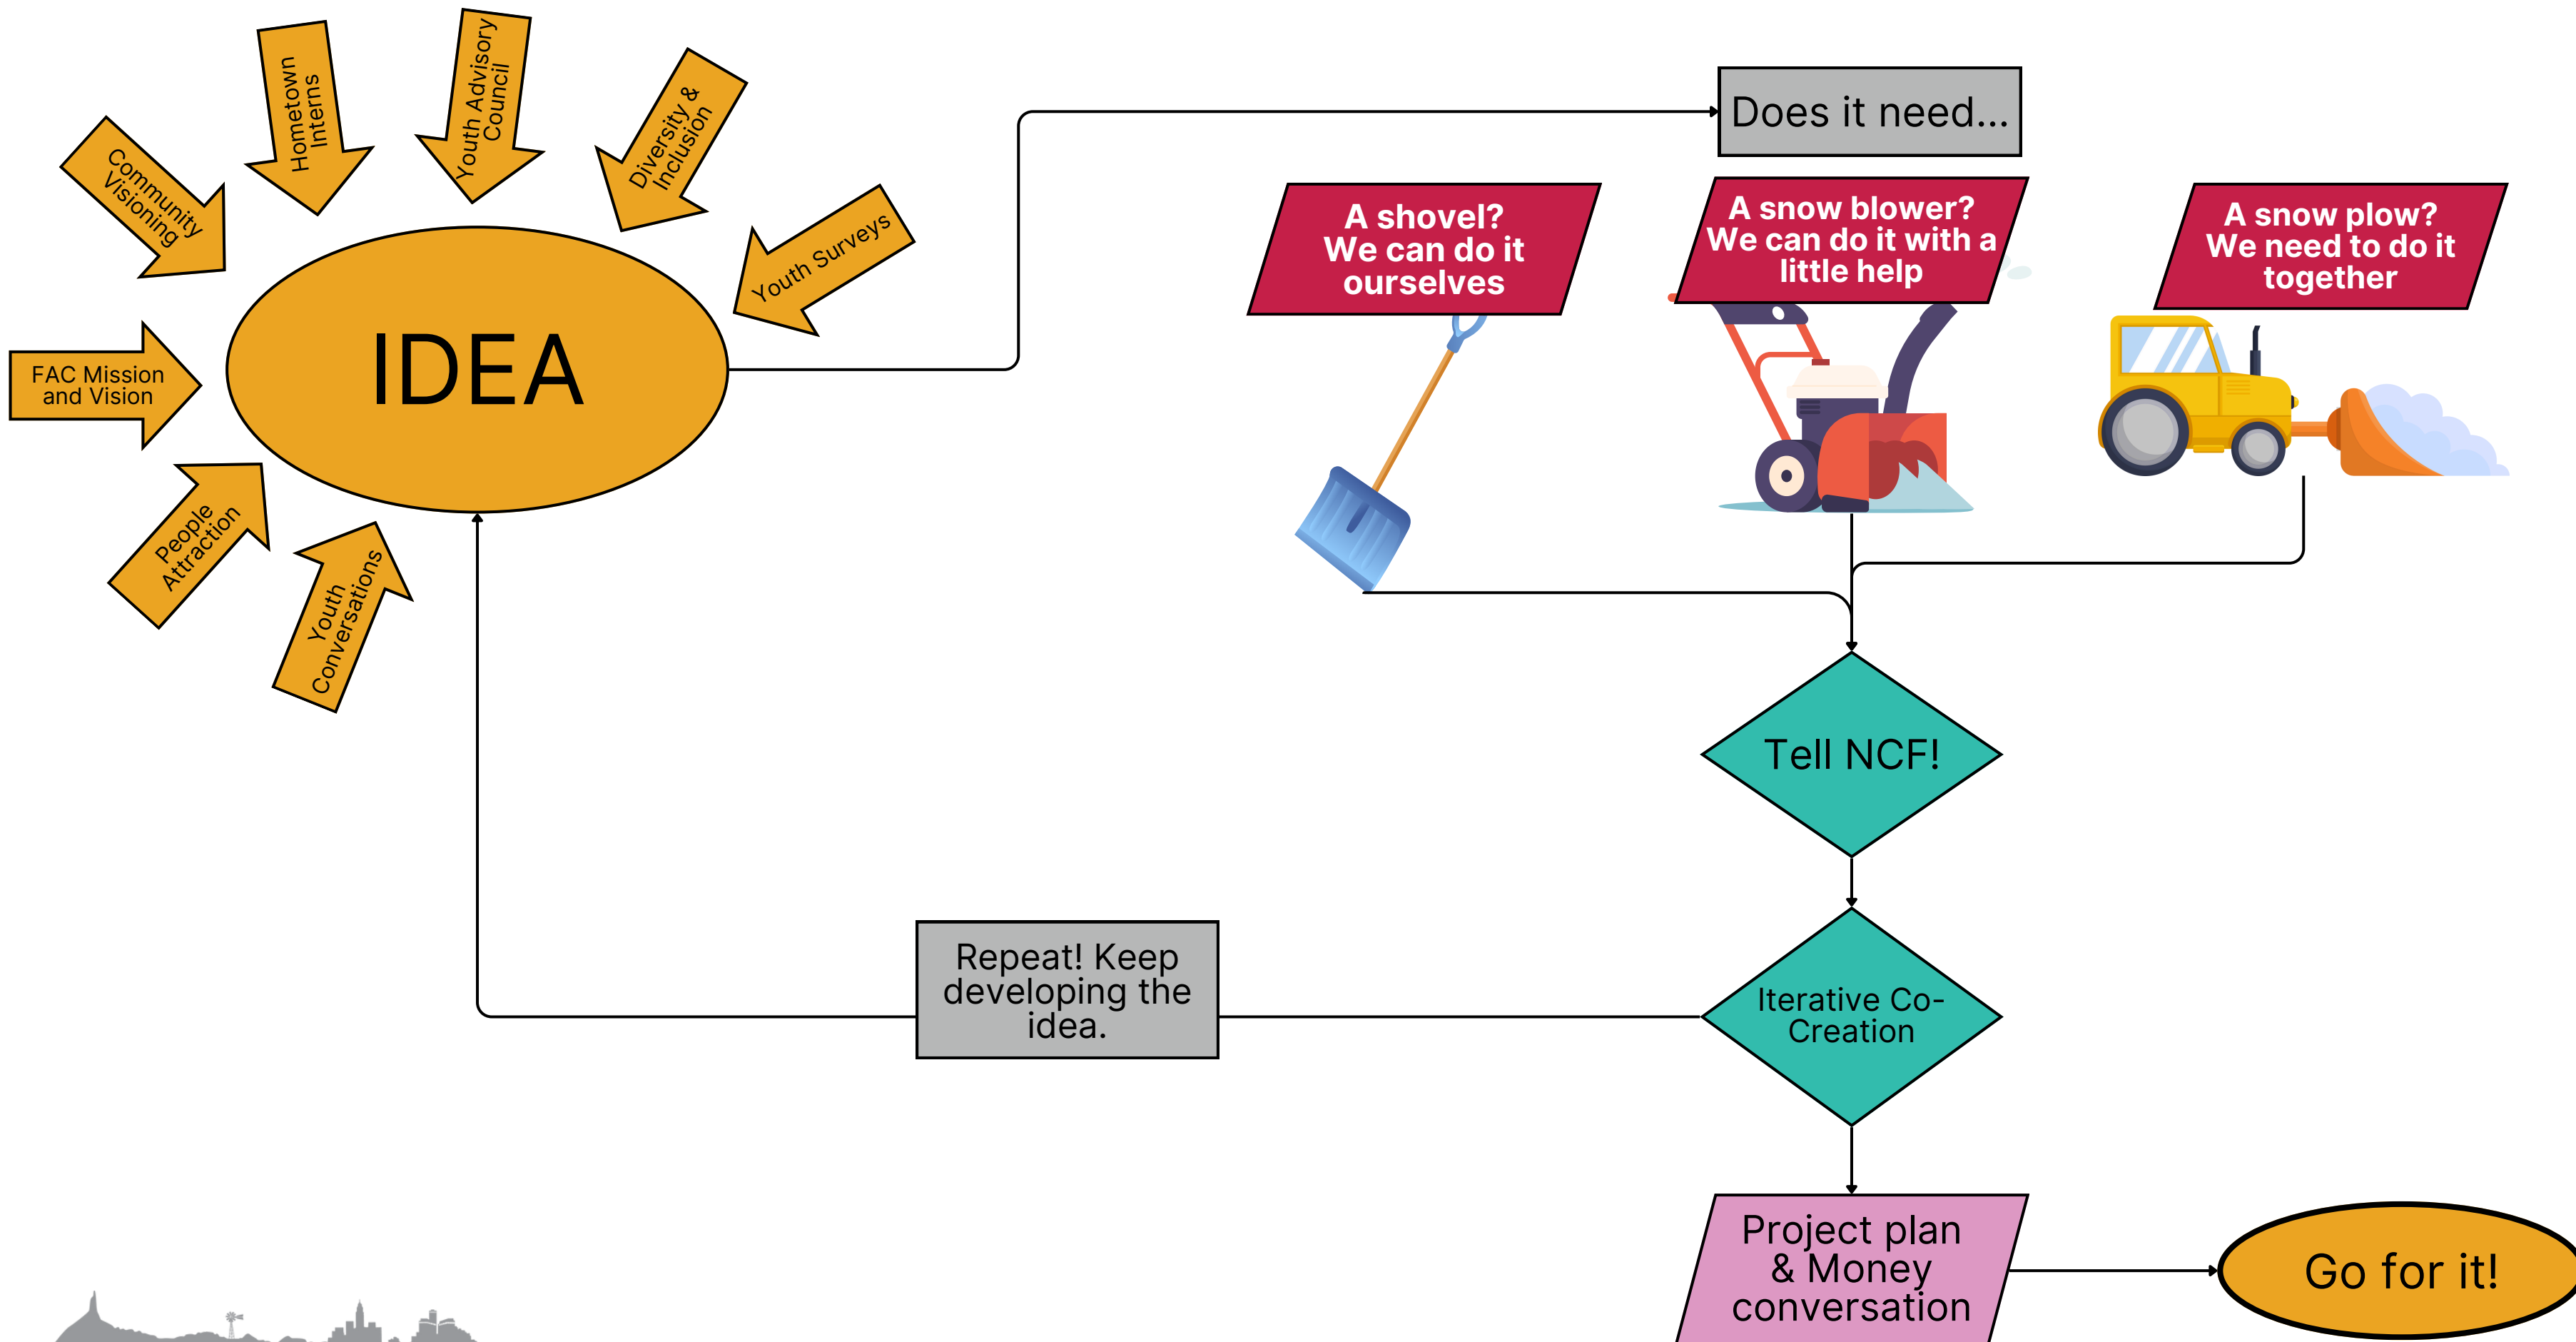 Hometown
Interns
Youth Advisory
Council
Diversity &
Inclusion
Community
Visioning
Youth Surveys
FAC Mission
and Vision
People
Attraction
Youth
Conversations
IDEA
Does it need...
A shovel?
We can do it
ourselves
A snow blower?
We can do it with a
little help
A snow plow?
We need to do it
together
Tell NCF!
Iterative Co-
Creation
Repeat! Keep
developing the
idea.
Project plan
& Money
conversation
Go for it!